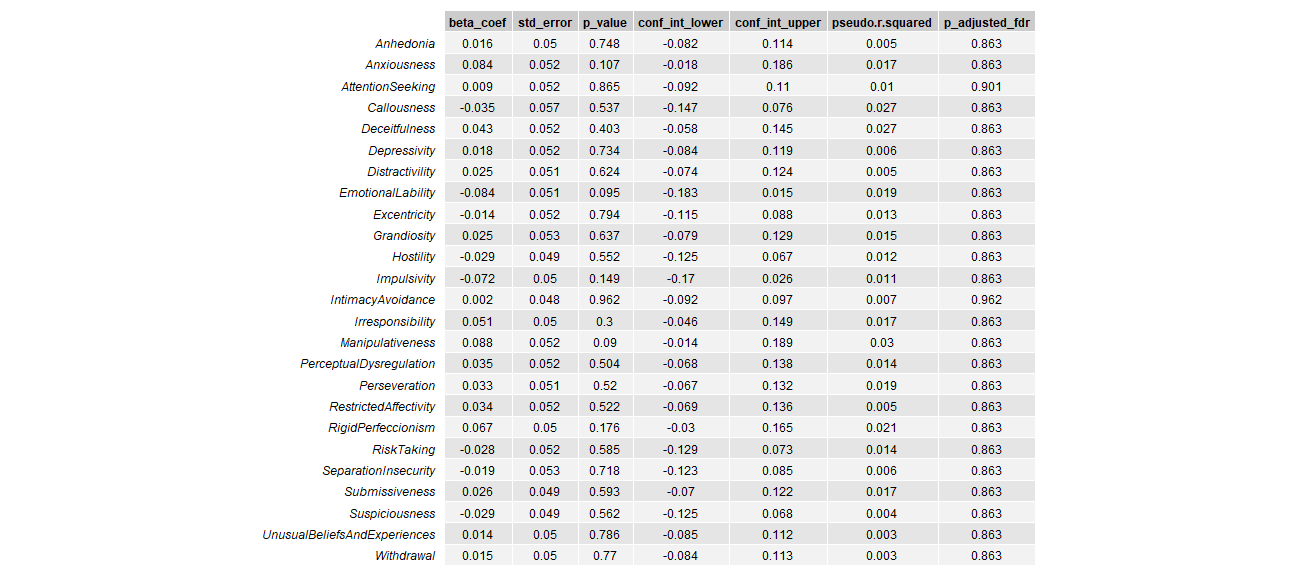 beta_coef std_error p_value conf_int_lower conf_int_upper pseudo.r.squared p_adjusted_fdr
Anhedonia 0.016 0.05 0.748 -0.082 0.114 0.005 0.863
Anxiousness 0.084 0.052 0.107 -0.018 0.186 0.017 0.863
AttentionSeeking 0.009 0.052 0.865 -0.092 0.11 0.01 0.901
Callousness -0.035 0.057 0.537 -0.147 0.076 0.027 0.863
Deceitfulness 0.043 0.052 0.403 -0.058 0.145 0.027 0.863
Depressivity 0.018 0.052 0.734 -0.084 0.119 0.006 0.863
Distractivility 0.025 0.051 0.624 -0.074 0.124 0.005 0.863
EmotionalLability -0.084 0.051 0.095 -0.183 0.015 0.019 0.863
Excentricity -0.014 0.052 0.794 -0.115 0.088 0.013 0.863
Grandiosity 0.025 0.053 0.637 -0.079 0.129 0.015 0.863
Hostility -0.029 0.049 0.552 -0.125 0.067 0.012 0.863
Impulsivity -0.072 0.05 0.149 -0.17 0.026 0.011 0.863
IntimacyAvoidance 0.002 0.048 0.962 -0.092 0.097 0.007 0.962
Irresponsibility 0.051 0.05 0.3 -0.046 0.149 0.017 0.863
Manipulativeness 0.088 0.052 0.09 -0.014 0.189 0.03 0.863
PerceptualDysregulation 0.035 0.052 0.504 -0.068 0.138 0.014 0.863
Perseveration 0.033 0.051 0.52 -0.067 0.132 0.019 0.863
RestrictedAffectivity 0.034 0.052 0.522 -0.069 0.136 0.005 0.863
RigidPerfeccionism 0.067 0.05 0.176 -0.03 0.165 0.021 0.863
RiskTaking -0.028 0.052 0.585 -0.129 0.073 0.014 0.863
SeparationInsecurity -0.019 0.053 0.718 -0.123 0.085 0.006 0.863
Submissiveness 0.026 0.049 0.593 -0.07 0.122 0.017 0.863
Suspiciousness -0.029 0.049 0.562 -0.125 0.068 0.004 0.863
UnusualBeliefsAndExperiences 0.014 0.05 0.786 -0.085 0.112 0.003 0.863
Withdrawal 0.015 0.05 0.77 -0.084 0.113 0.003 0.863